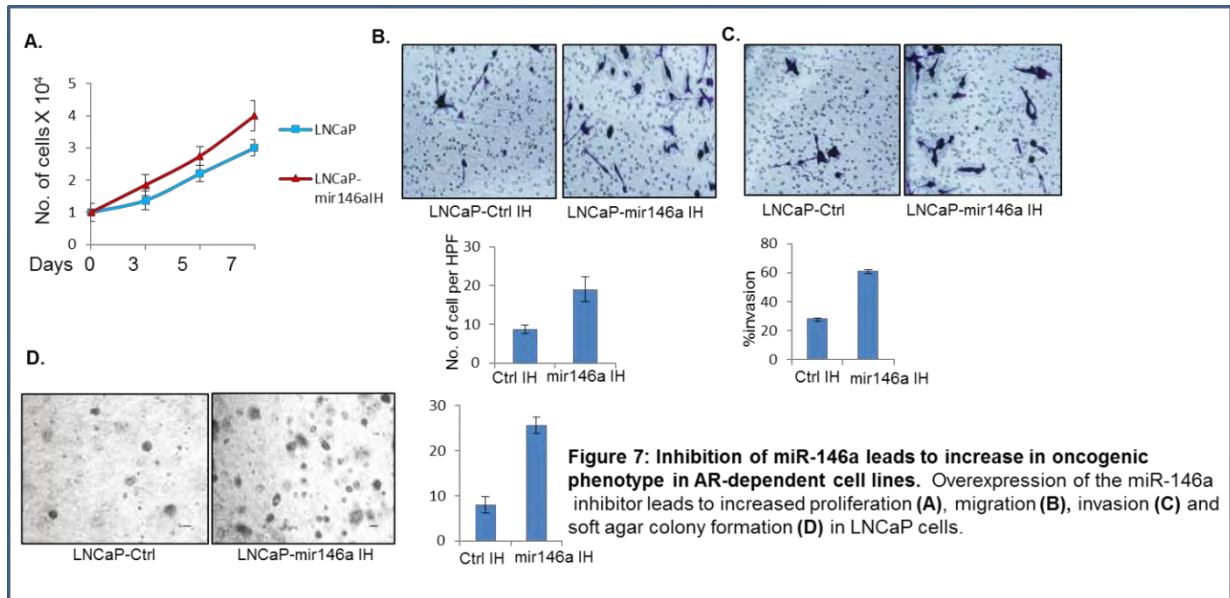 A.
No. of cells X 10⁴
5
4
3
2
1
0
Days 0 3 5 7
LNCaP
LNCaP-
mir146aIH
B.
LNCaP-Ctrl IH
LNCaP-mir146a IH
No. of cell per HPF
30
20
10
0
Ctrl IH
mir146a IH
C.
LNCaP-Ctrl
LNCaP-mir146a IH
%invasion
80
60
40
20
0
Ctrl IH
mir146a IH
D.
LNCaP-Ctrl
LNCaP-mir146a IH
30
20
10
0
Ctrl IH
mir146a IH
Figure 7: Inhibition of miR-146a leads to increase in oncogenic
phenotype in AR-dependent cell lines. Overexpression of the miR-146a
inhibitor leads to increased proliferation (A), migration (B), invasion (C) and
soft agar colony formation (D) in LNCaP cells.